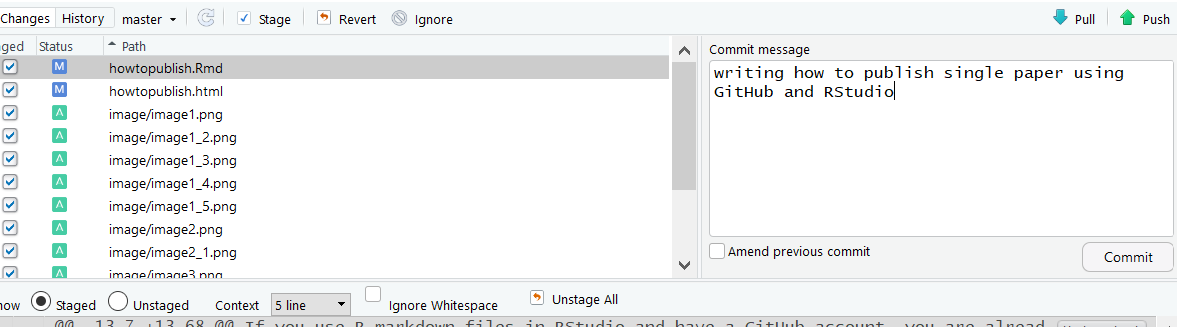 Changes History master Stage Revert Ignore Pull Push
Status Path
Commit message
M howtopublish.Rmd
M howtopublish.html
A image/image1.png
A image/image1_2.png
A image/image1_3.png
A image/image1_4.png
A image/image1_5.png
A image/image2.png
A image/image2_1.png
A image/image3.png
writing how to publish single paper using
GitHub and RStudio
Amend previous commit
Commit
Staged Unstaged Context 5 line Ignore Whitespace Unstage All
@@ -13,7 +13,68 @@ If you use R markdown files in RStudio and have a GitHub account, you are alread